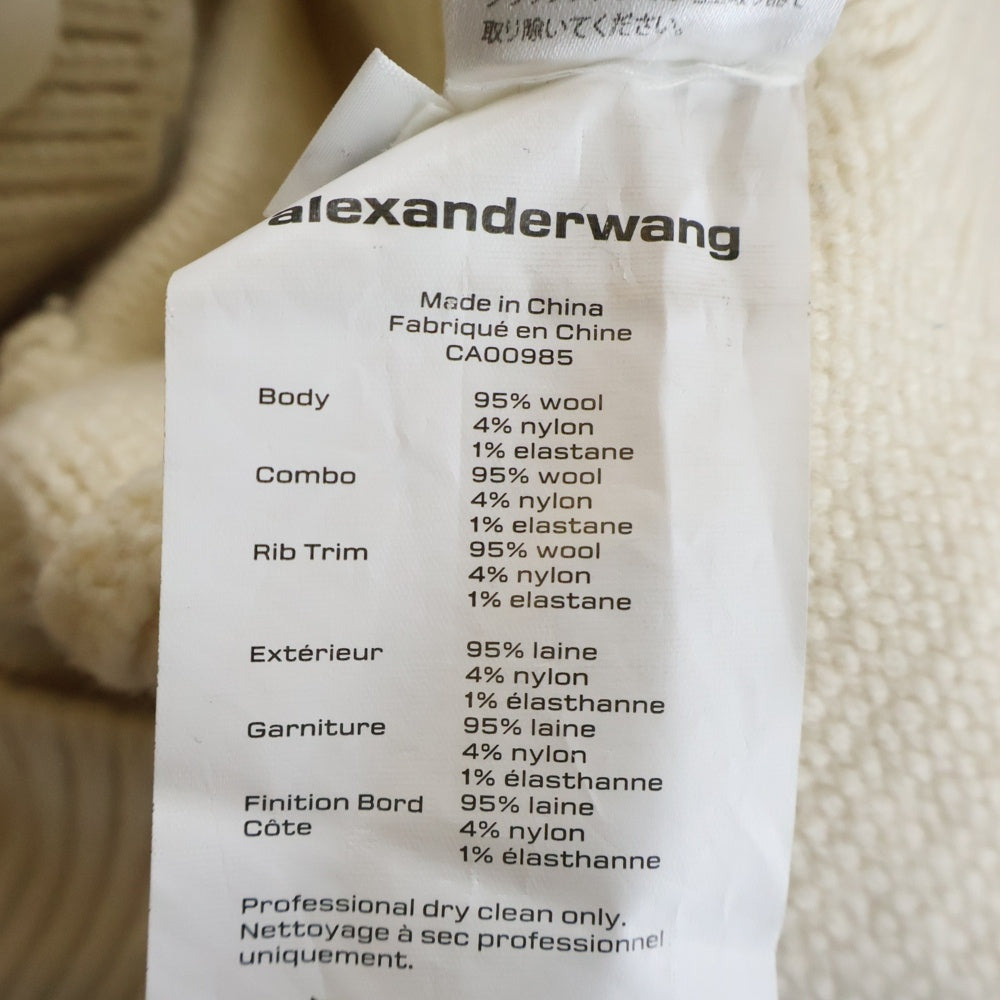 取り除いてください。
alexanderwang
Made in China
Fabriqué en Chine
CA00985
Body 95% wool
4% nylon
1% elastane
Combo 95% wool
4% nylon
1% elastane
Rib Trim 95% wool
4% nylon
1% elastane
Extérieur 95% laine
4% nylon
1% élasthanne
Garniture 95% laine
4% nylon
1% élasthanne
Finition Bord 95% laine
Côte 4% nylon
1% élasthanne
Professional dry clean only.
Nettoyage à sec professionnel
uniquement.